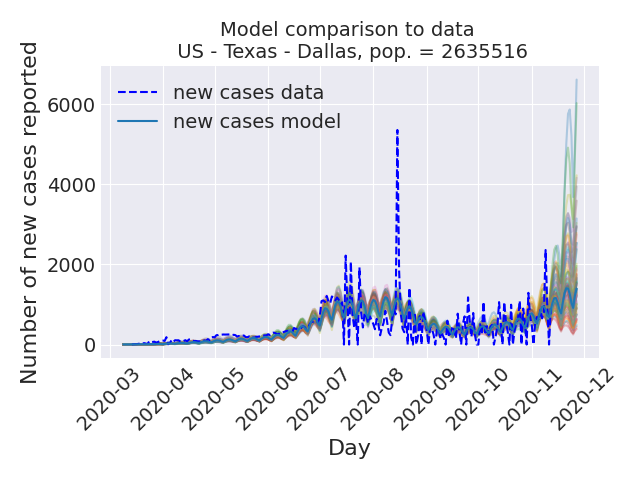 Model comparison to data
US - Texas - Dallas, pop. = 2635516
Number of new cases reported
6000
4000
2000
0
new cases data
new cases model
2020-03
2020-04
2020-05
2020-06
2020-07
2020-08
2020-09
2020-10
2020-11
2020-12
Day